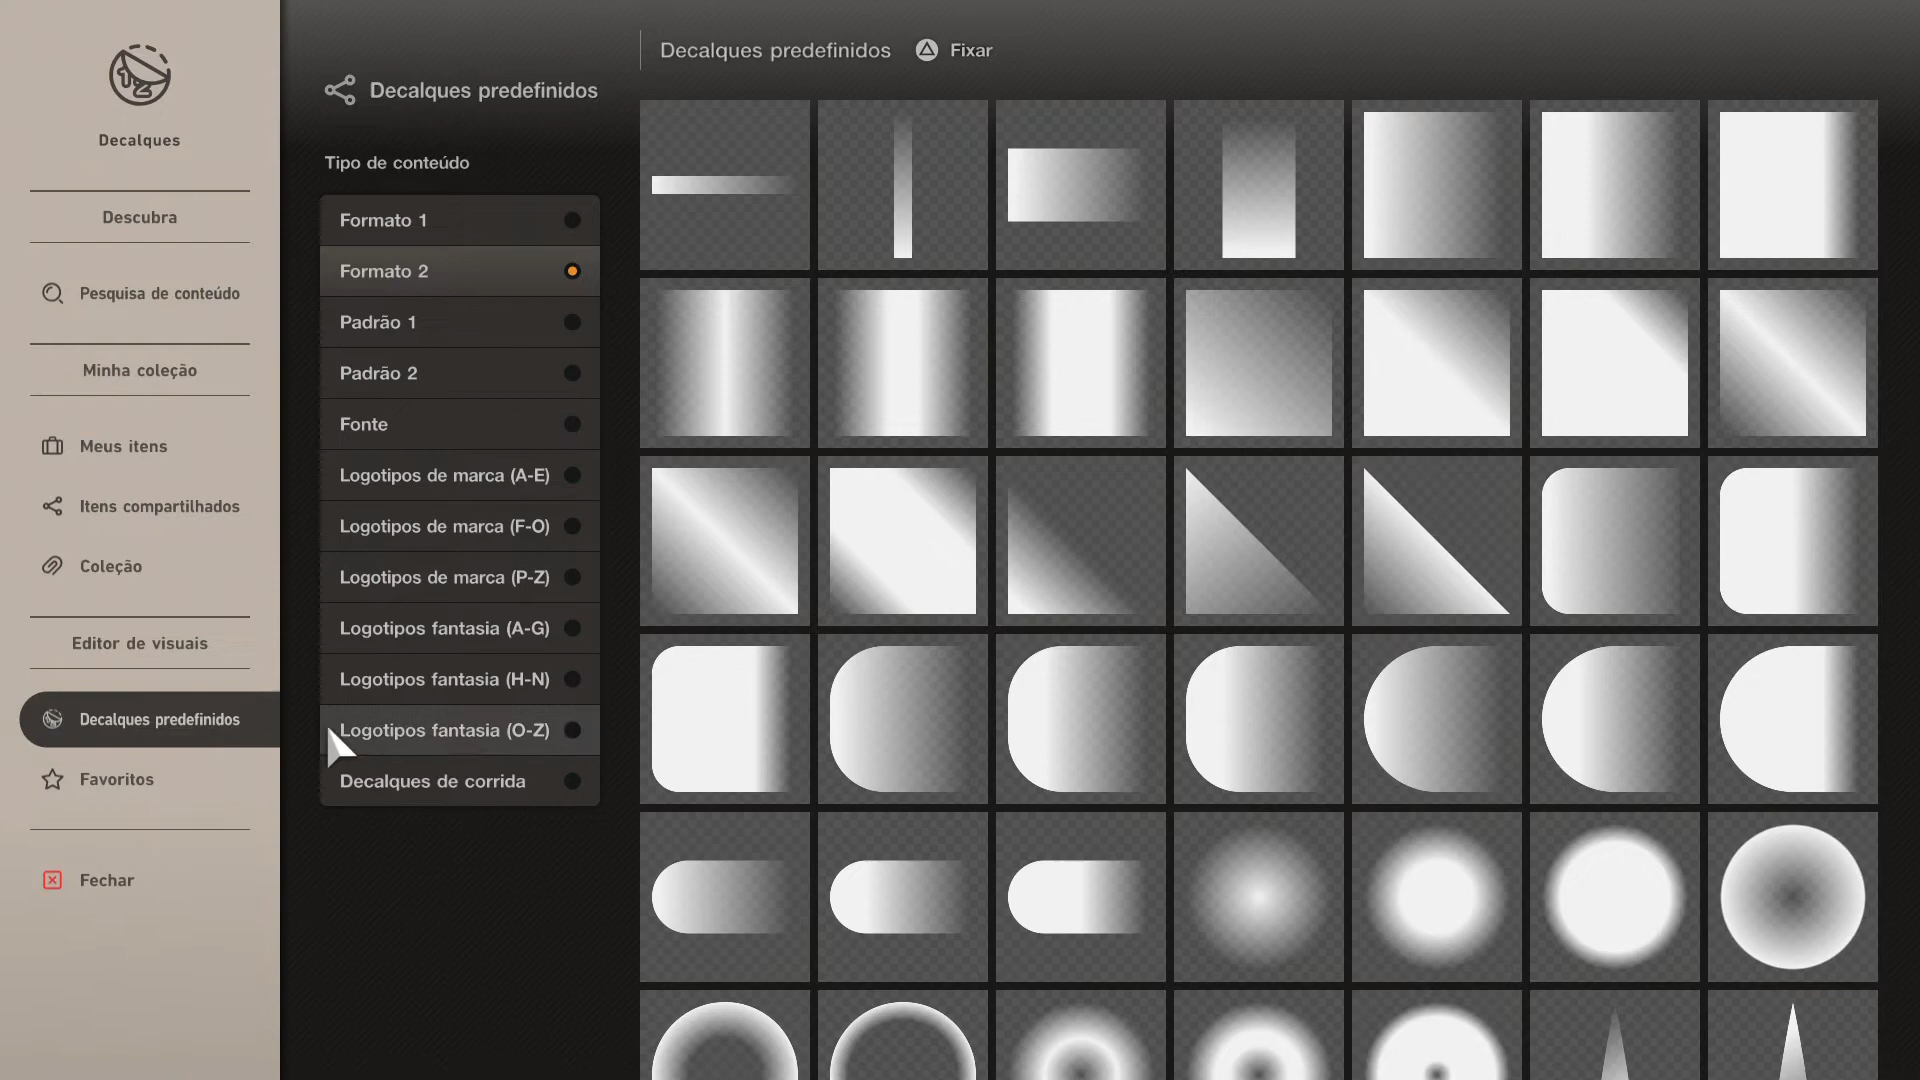 Decalques
Descubra
Pesquisa de conteúdo
Minha coleção
Meus itens
Itens compartilhados
Coleção
Editor de visuais
Decalques predefinidos
Favoritos
Fechar
Decalques predefinidos
Tipo de conteúdo
Formato 1
Formato 2
Padrão 1
Padrão 2
Fonte
Logotipos de marca (A-E)
Logotipos de marca (F-O)
Logotipos de marca (P-Z)
Logotipos fantasia (A-G)
Logotipos fantasia (H-N)
Logotipos fantasia (O-Z)
Decalques de corrida
Decalques predefinidos Fixar